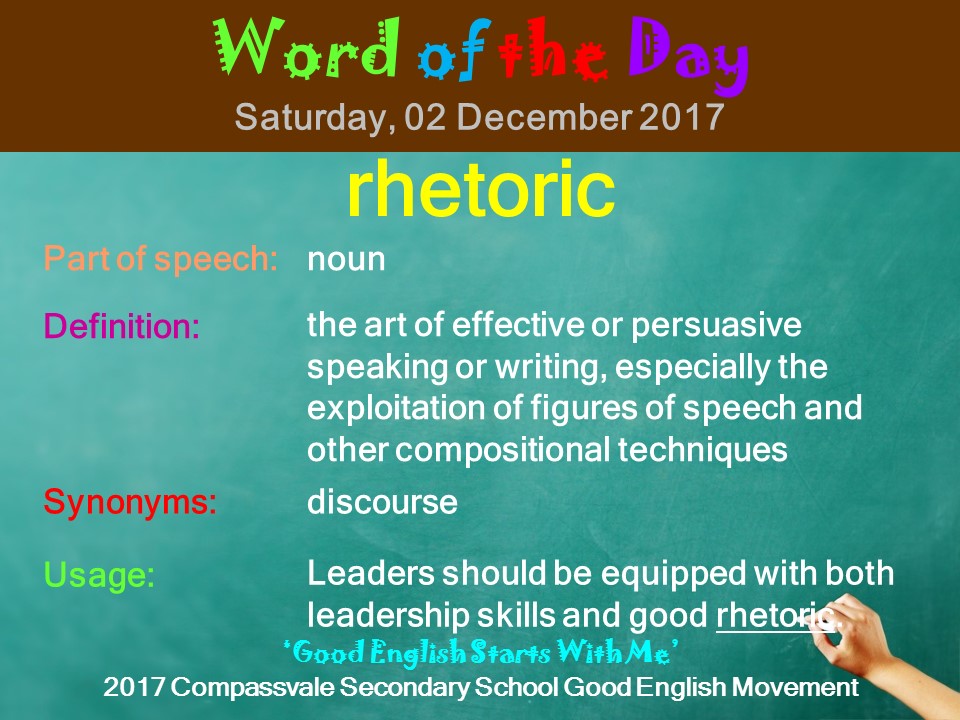 Word of the Day
Saturday, 02 December 2017
rhetoric
Part of speech: noun
Definition: the art of effective or persuasive
speaking or writing, especially the
exploitation of figures of speech and
other compositional techniques
Synonyms: discourse
Usage: Leaders should be equipped with both
leadership skills and good rhetoric.
‘Good English Starts With Me’
2017 Compassvale Secondary School Good English Movement